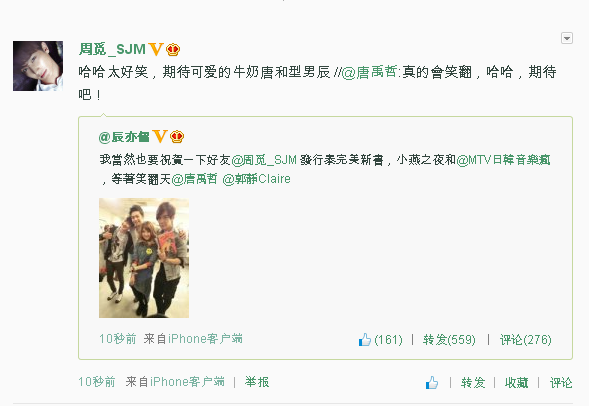 周觅_SJM
哈哈太好笑，期待可爱的牛奶唐和型男辰 //@唐禹哲:真的會笑翻，哈哈，期待
吧！
@辰亦儒
我當然也要祝賀一下好友@周觅_SJM 發行泰完美新書，小燕之夜和@MTV日韓音樂瘋
，等著笑翻天@唐禹哲 @郭靜Claire
10秒前 来自iPhone客户端 (161) | 转发(559) | 评论(276)
10秒前 来自iPhone客户端 | 举报 | 转发 | 收藏 | 评论